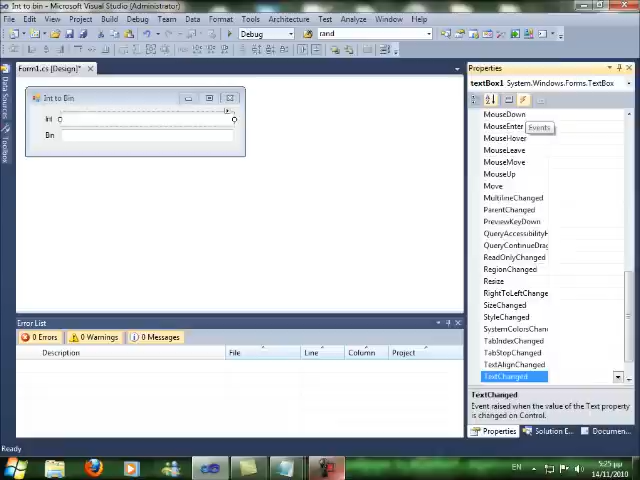 Int to bin - Microsoft Visual Studio (Administrator)
File Edit View Project Build Debug Team Data Format Tools Architecture Test Analyze Window Help
Debug rand
Form1.cs [Design]*
Properties
textBox1 System.Windows.Forms.TextBox
Data Sources
Toolbox
Int to Bin
Int
Bin
Events
MouseDown
MouseEnter
MouseHover
MouseLeave
MouseMove
MouseUp
Move
MultilineChanged
ParentChanged
PreviewKeyDown
QueryAccessibilityH
QueryContinueDrag
ReadOnlyChanged
RegionChanged
Resize
RightToLeftChange
SizeChanged
StyleChanged
SystemColorsChan
TabIndexChanged
TabStopChanged
TextAlignChanged
TextChanged
TextChanged
Event raised when the value of the Text property
is changed on Control.
Error List
0 Errors 0 Warnings 0 Messages
Description File Line Column Project
Properties Solution E... Documen...
Ready
EN 5:25 μμ
14/11/2010